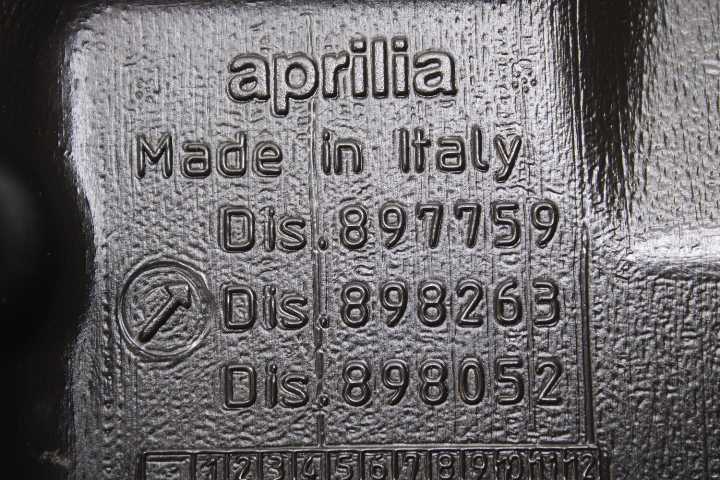 aprilia
Made in Italy
Dis.897759
Dis.898263
Dis.898052
1 2 3 4 5 6 7 8 9 10 11 12